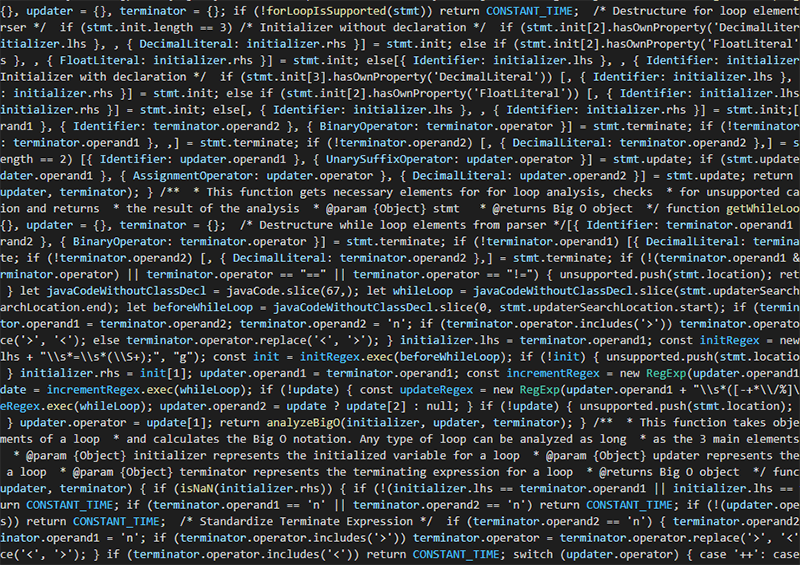 {}, updater = {}, terminator = {}; if (!forLoopIsSupported(stmt)) return CONSTANT_TIME;  /* Destructure for loop element
rser */  if (stmt.init.length == 3) /* Initializer without declaration */  if (stmt.init[2].hasOwnProperty('DecimalLiter
itializer.lhs }, , { DecimalLiteral: initializer.rhs }] = stmt.init; else if (stmt.init[2].hasOwnProperty('FloatLiteral'
s }, , { FloatLiteral: initializer.rhs }] = stmt.init; else[{ Identifier: initializer.lhs }, , { Identifier: initializer
Initializer with declaration */  if (stmt.init[3].hasOwnProperty('DecimalLiteral')) [, { Identifier: initializer.lhs },
: initializer.rhs }] = stmt.init; else if (stmt.init[2].hasOwnProperty('FloatLiteral')) [, { Identifier: initializer.lhs
initializer.rhs }] = stmt.init; else[, { Identifier: initializer.lhs }, , { Identifier: initializer.rhs }] = stmt.init;[
rand1 }, { Identifier: terminator.operand2 }, { BinaryOperator: terminator.operator }] = stmt.terminate; if (!terminator
: terminator.operand1 }, ,] = stmt.terminate; if (!terminator.operand2) [, { DecimalLiteral: terminator.operand2 },] = s
ength == 2) [{ Identifier: updater.operand1 }, { UnarySuffixOperator: updater.operator }] = stmt.update; if (stmt.update
dater.operand1 }, { AssignmentOperator: updater.operator }, { DecimalLiteral: updater.operand2 }] = stmt.update; return
updater, terminator); } /**  * This function gets necessary elements for for loop analysis, checks  * for unsupported ca
ion and returns  * the result of the analysis  * @param {Object} stmt   * @returns Big O object  */ function getWhileLoo
{}, updater = {}, terminator = {};  /* Destructure while loop elements from parser */[{ Identifier: terminator.operand1
rand2 }, { BinaryOperator: terminator.operator }] = stmt.terminate; if (!terminator.operand1) [{ DecimalLiteral: termina
te; if (!terminator.operand2) [, { DecimalLiteral: terminator.operand2 },] = stmt.terminate; if (!(terminator.operand1 &
rminator.operator) || terminator.operator == "==" || terminator.operator == "!=") { unsupported.push(stmt.location); ret
} let javaCodeWithoutClassDecl = javaCode.slice(67,); let whileLoop = javaCodeWithoutClassDecl.slice(stmt.updaterSearch
archLocation.end); let beforeWhileLoop = javaCodeWithoutClassDecl.slice(0, stmt.updaterSearchLocation.start); if (termin
tor.operand1 = terminator.operand2; terminator.operand2 = 'n'; if (terminator.operator.includes('>')) terminator.operato
ce('>', '<'); else terminator.operator.replace('<', '>'); } initializer.lhs = terminator.operand1; const initRegex = new
lhs + "\\s*=\\s*(\\S+);", "g"); const init = initRegex.exec(beforeWhileLoop); if (!init) { unsupported.push(stmt.locatio
} initializer.rhs = init[1]; updater.operand1 = terminator.operand1; const incrementRegex = new RegExp(updater.operand1
date = incrementRegex.exec(whileLoop); if (!update) { const updateRegex = new RegExp(updater.operand1 + "\\s*([-+*\\/%]\
eRegex.exec(whileLoop); updater.operand2 = update ? update[2] : null; } if (!update) { unsupported.push(stmt.location);
} updater.operator = update[1]; return analyzeBigO(initializer, updater, terminator); } /**  * This function takes obje
ments of a loop  * and calculates the Big O notation. Any type of loop can be analyzed as long  * as the 3 main elements
* @param {Object} initializer represents the initialized variable for a loop  * @param {Object} updater represents the
a loop  * @param {Object} terminator represents the terminating expression for a loop  * @returns Big O object  */ func
updater, terminator) { if (isNaN(initializer.rhs)) { if (!(initializer.lhs == terminator.operand1 || initializer.lhs ==
urn CONSTANT_TIME; if (terminator.operand1 == 'n' || terminator.operand2 == 'n') return CONSTANT_TIME; if (!(updater.ope
s)) return CONSTANT_TIME;  /* Standardize Terminate Expression */  if (terminator.operand2 == 'n') { terminator.operand2
inator.operand1 = 'n'; if (terminator.operator.includes('>')) terminator.operator = terminator.operator.replace('>', '<'
ce('<', '>'); } if (terminator.operator.includes('<')) return CONSTANT_TIME; switch (updater.operator) { case '++': case